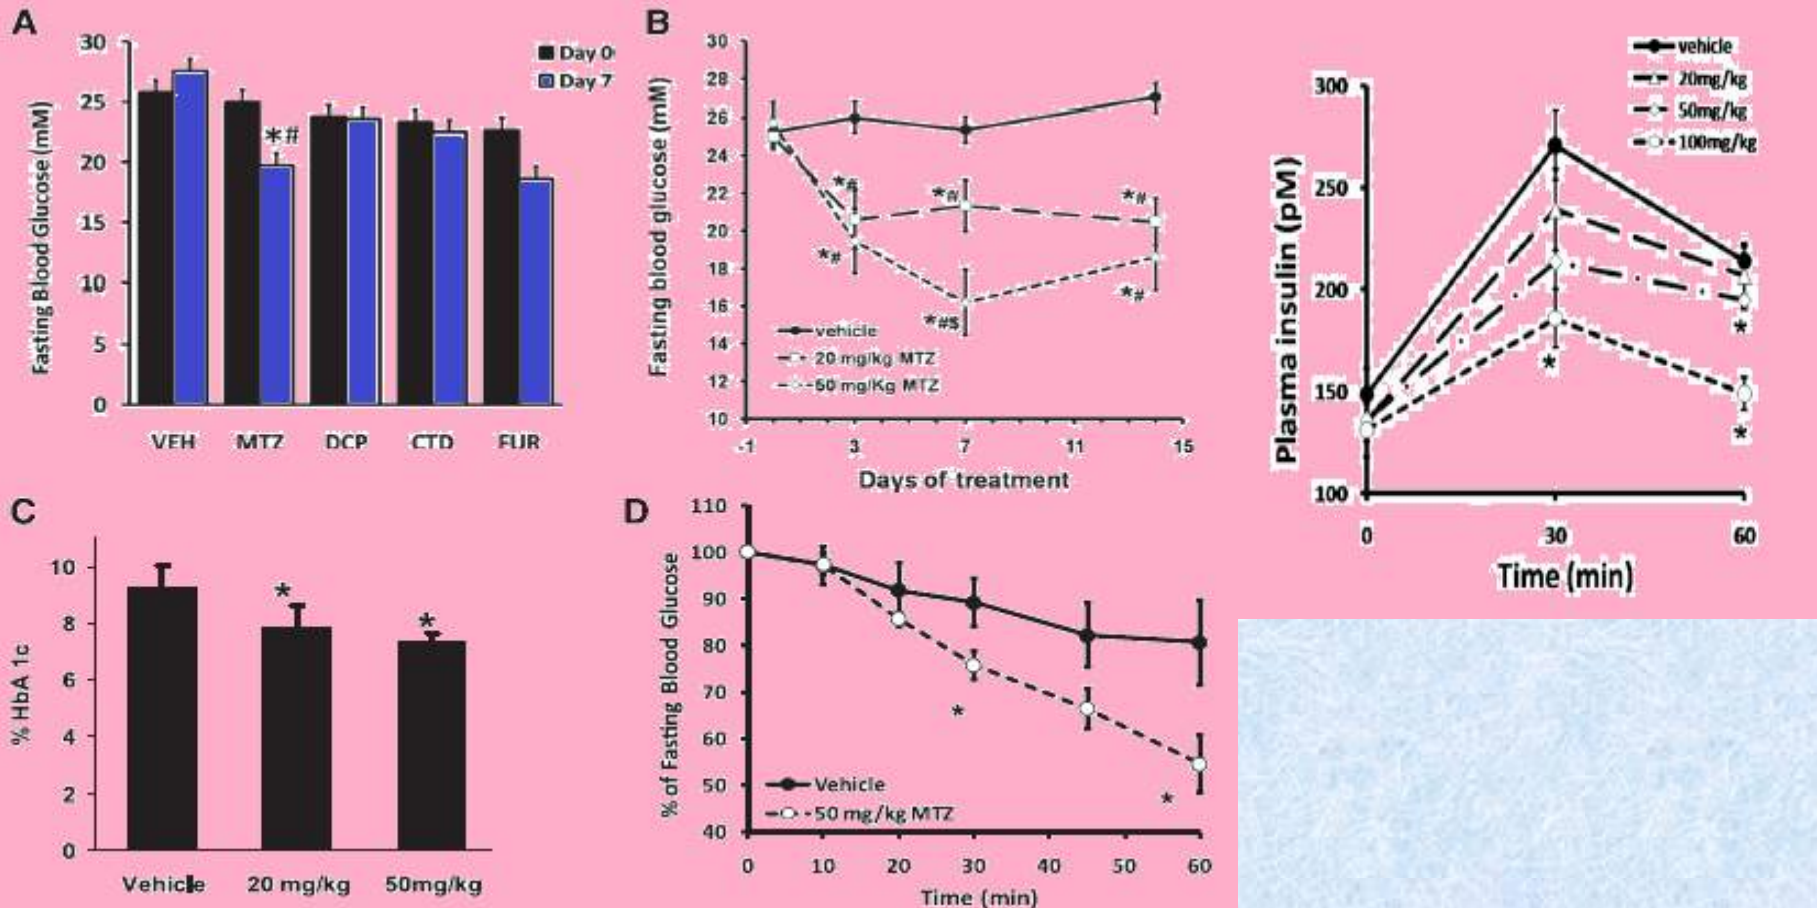 A
30
25
20
15
10
5
0
Fasting Blood Glucose (mM)
Day 0
Day 7
*#
VEH MTZ DCP CTD FUR
B
30
28
26
24
22
20
18
16
14
12
10
Fasting blood glucose (mM)
*# *# *#
*# *#$ *#
vehicle
20 mg/kg MTZ
50 mg/Kg MTZ
-1 3 7 11 15
Days of treatment
vehicle
20mg/kg
50mg/kg
100mg/kg
300
250
200
150
100
Plasma insulin (pM)
*
*
*
0 30 60
Time (min)
C
10
8
6
4
2
0
% HbA 1c
* *
Vehicle 20 mg/kg 50mg/kg
D
110
100
90
80
70
60
50
40
% of Fasting Blood Glucose
*
*
Vehicle
50 mg/kg MTZ
0 10 20 30 40 50 60
Time (min)